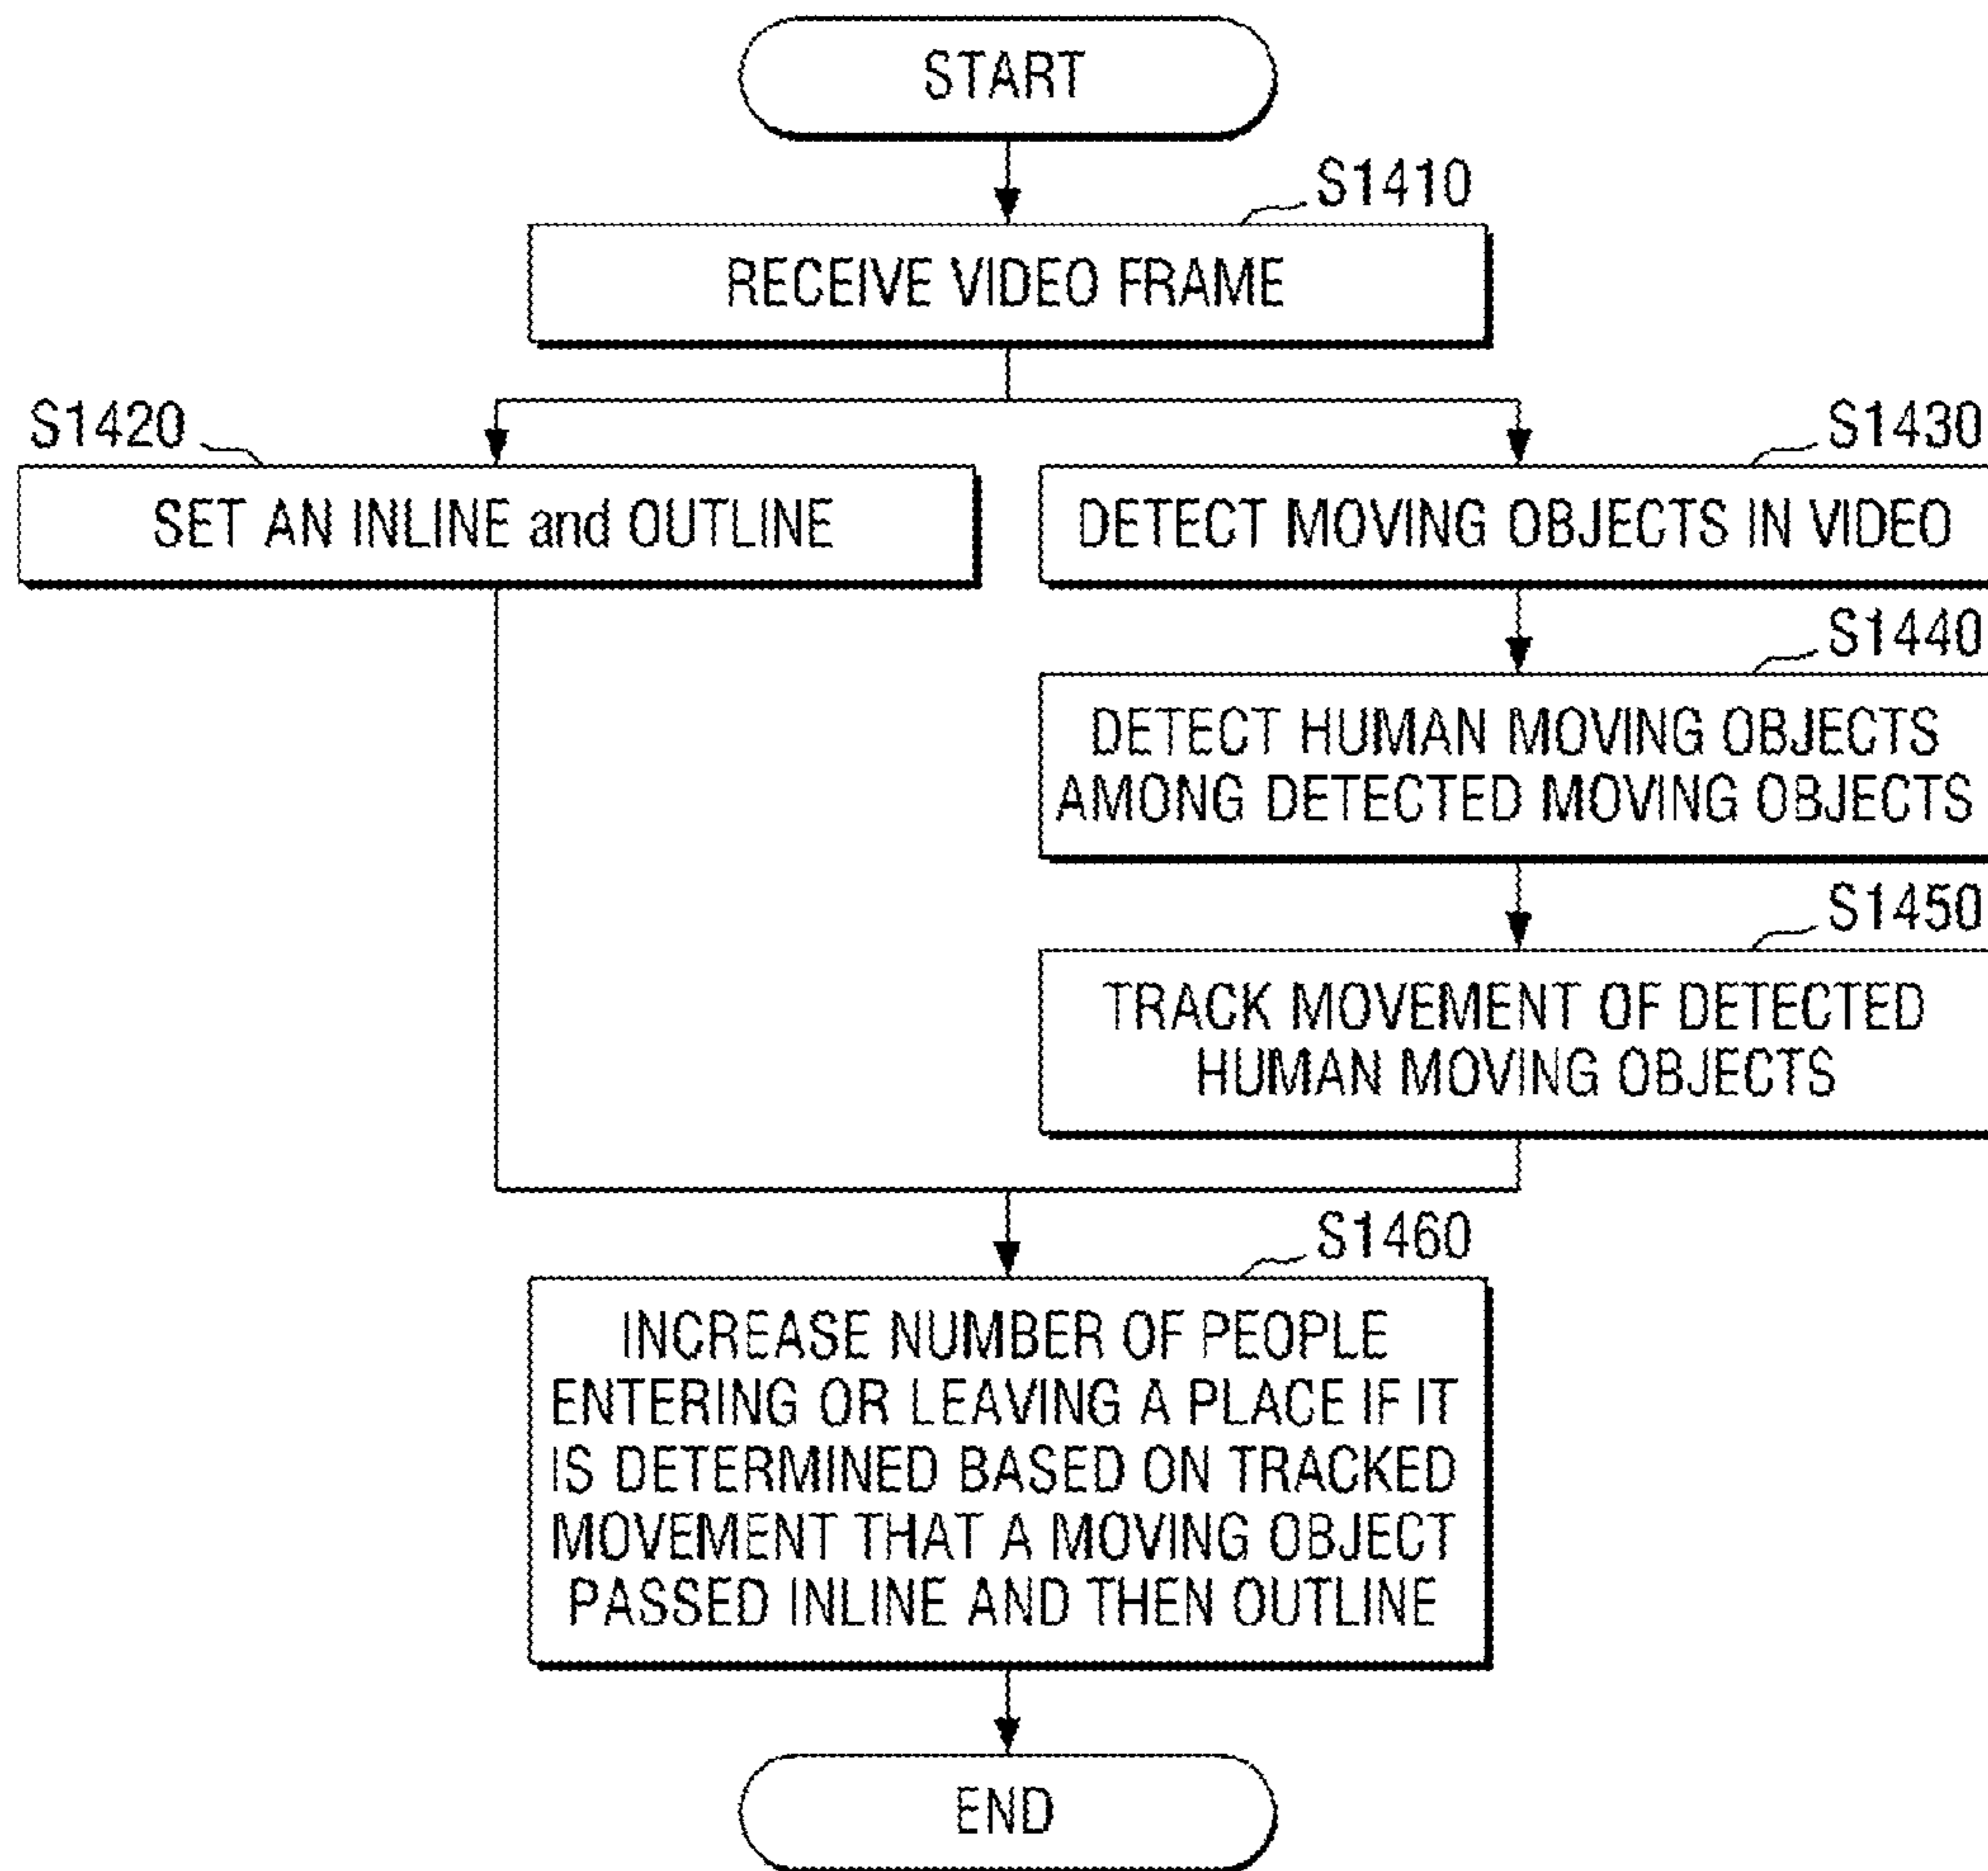 START
S1410
RECEIVE VIDEO FRAME
S1420
SET AN INLINE and OUTLINE
S1430
DETECT MOVING OBJECTS IN VIDEO
S1440
DETECT HUMAN MOVING OBJECTS
AMONG DETECTED MOVING OBJECTS
S1450
TRACK MOVEMENT OF DETECTED
HUMAN MOVING OBJECTS
S1460
INCREASE NUMBER OF PEOPLE
ENTERING OR LEAVING A PLACE IF IT
IS DETERMINED BASED ON TRACKED
MOVEMENT THAT A MOVING OBJECT
PASSED INLINE AND THEN OUTLINE
END